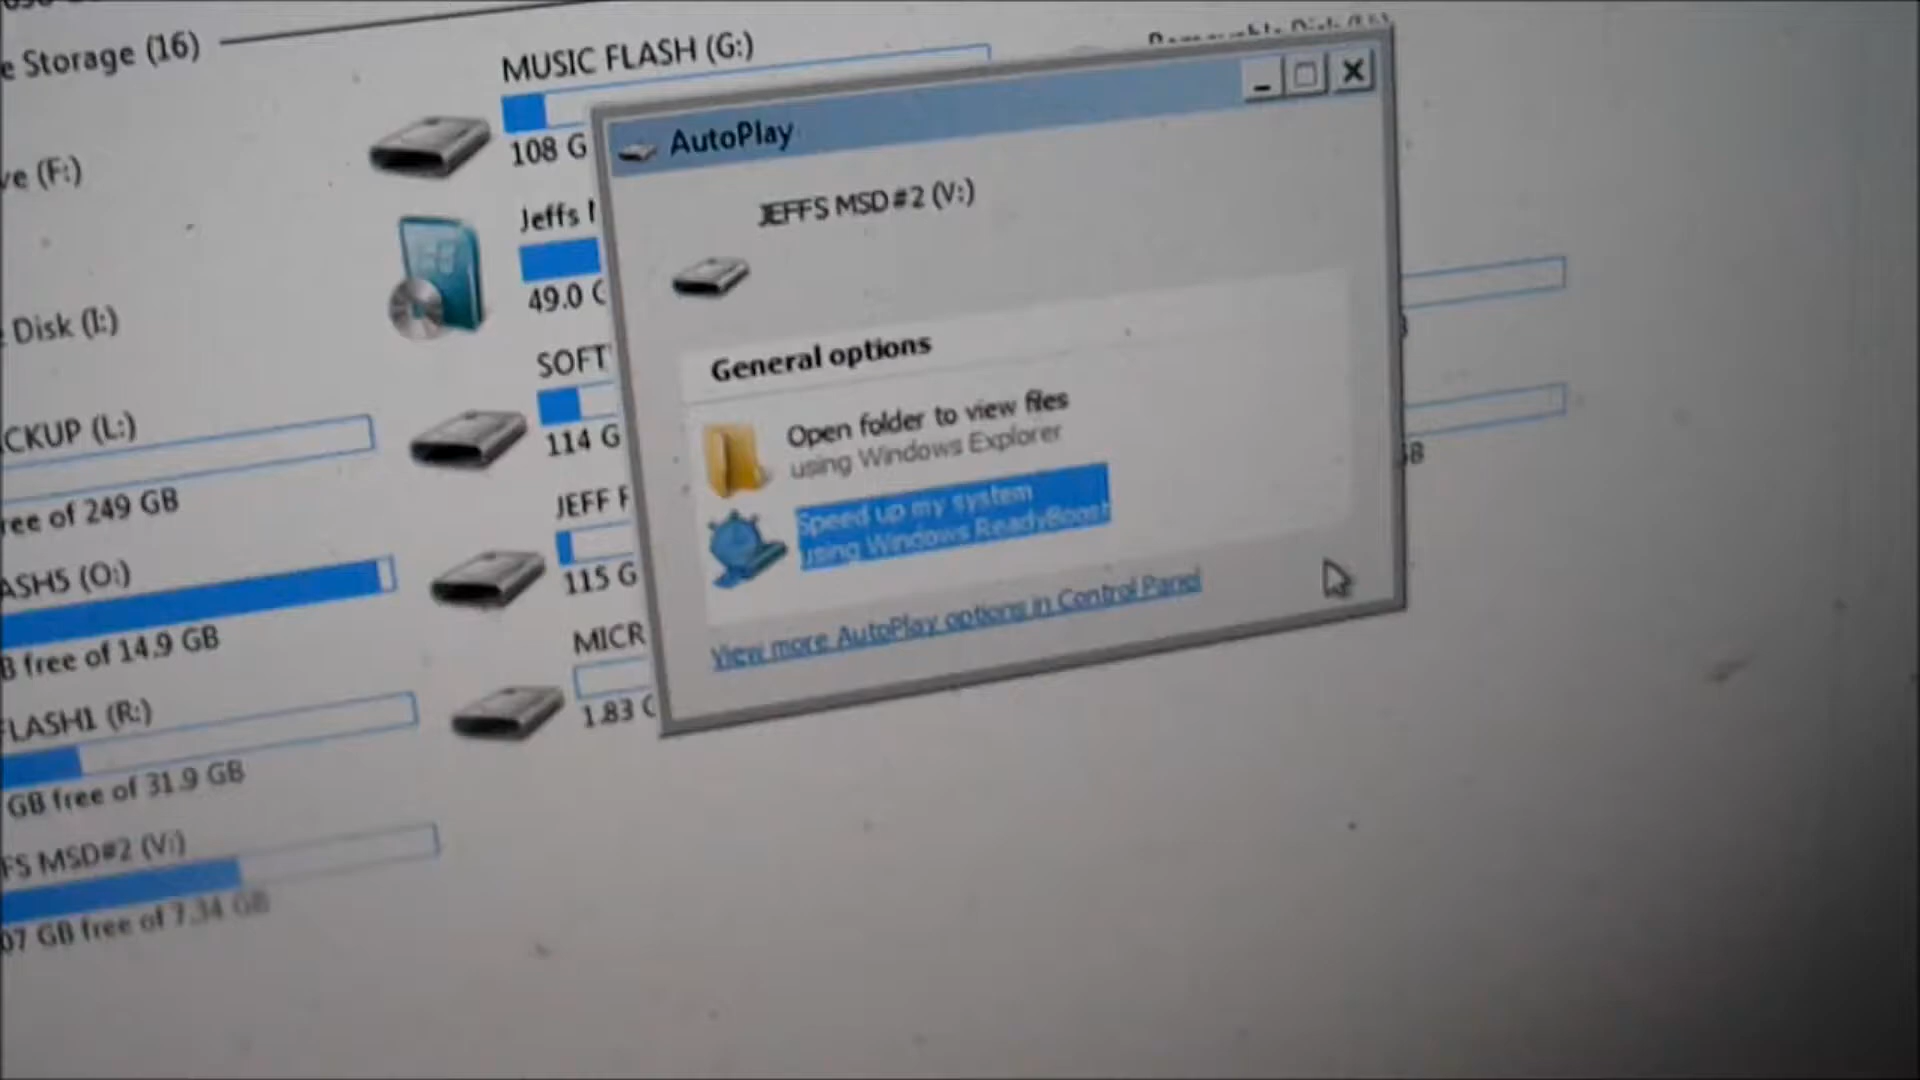 e Storage (16)
ve (F:)
Disk (I:)
CKUP (L:)
ree of 249 GB
ASH5 (O:)
B free of 14.9 GB
FLASH1 (R:)
GB free of 31.9 GB
FS MSD#2 (V:)
07 GB free of 7.34 GB
MUSIC FLASH (G:)
108 G
Jeffs
49.0
SOFT
114 G
JEFF F
115 G
MICR
1.83
AutoPlay
JEFFS MSD#2 (V:)
General options
Open folder to view files
using Windows Explorer
Speed up my system
using Windows ReadyBoost
View more AutoPlay options in Control Panel